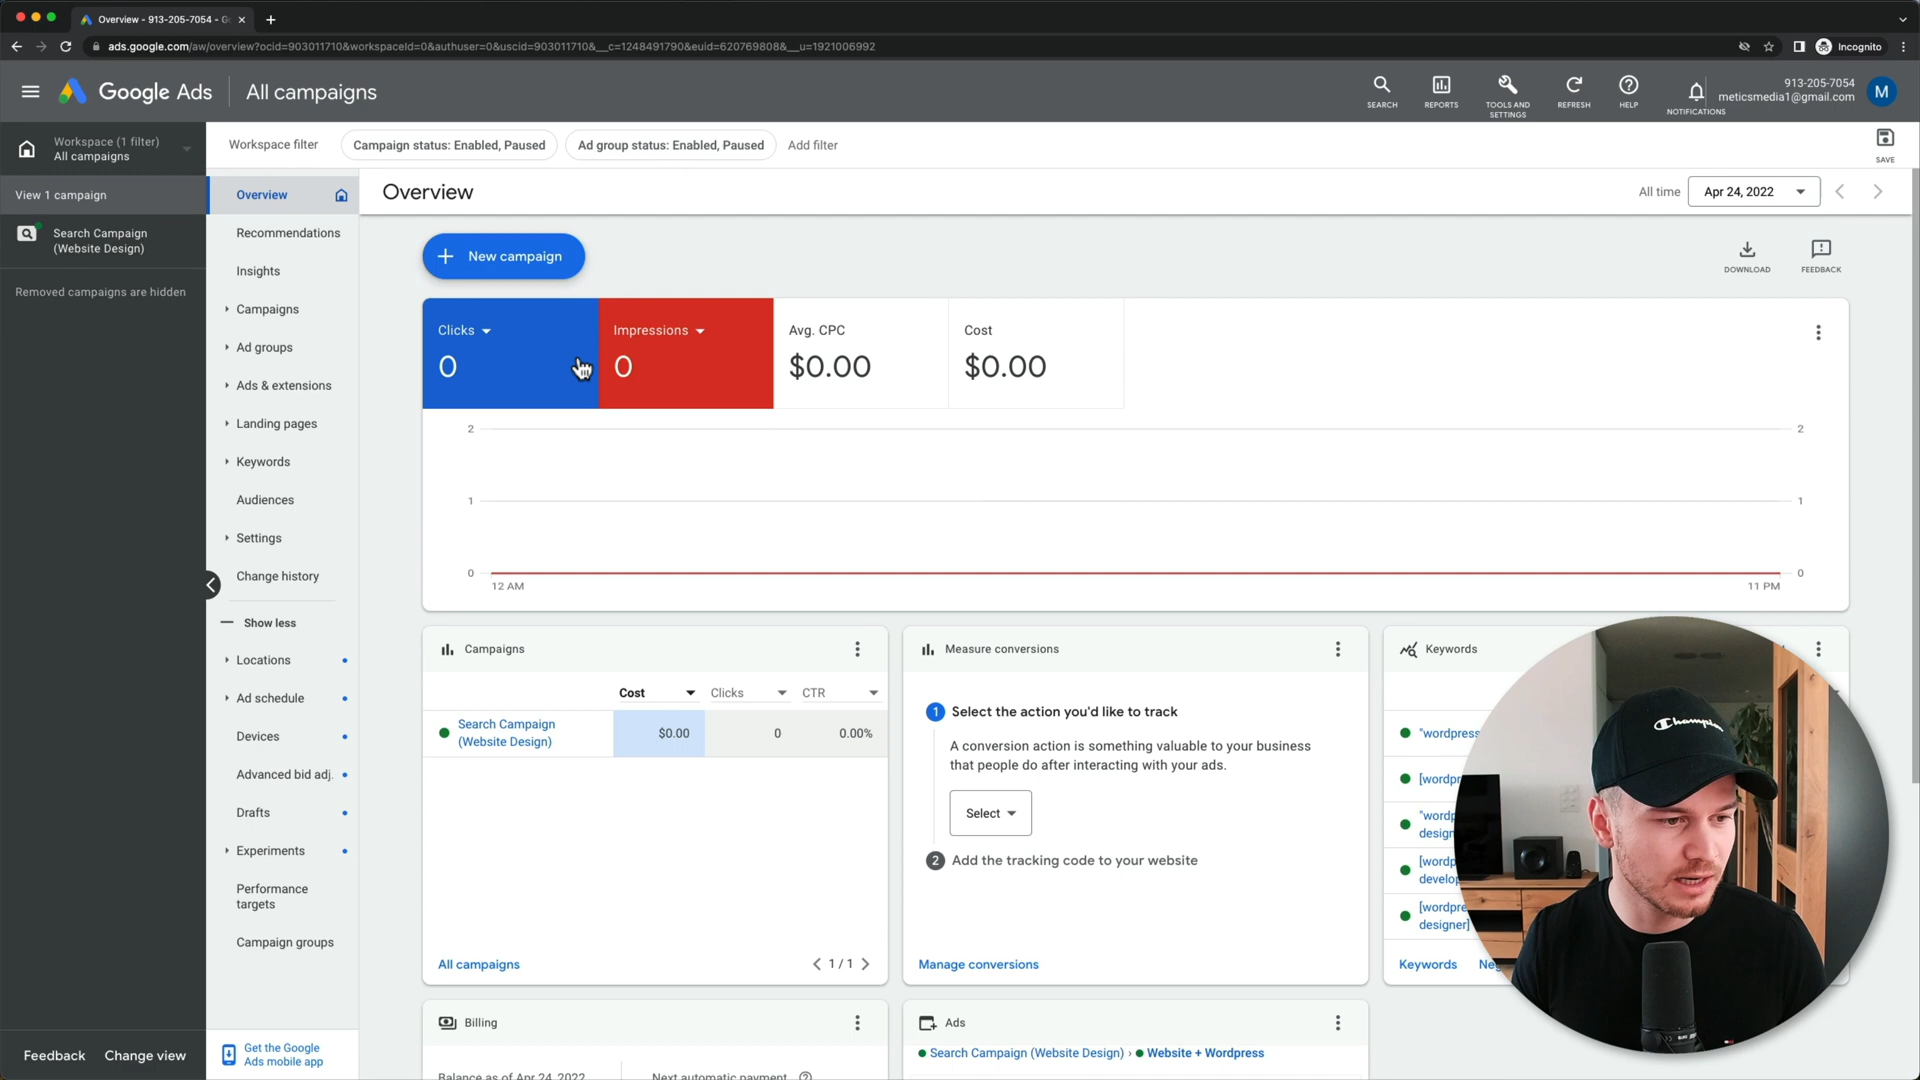 Overview - 913-205-7054 - Go
ads.google.com/aw/overview?ocid=903011710&workspaceId=0&authuser=0&uscid=903011710&__c=1248491790&euid=620769808&__u=1921006992
Incognito
Google Ads
All campaigns
SEARCH
REPORTS
TOOLS AND
SETTINGS
REFRESH
HELP
NOTIFICATIONS
913-205-7054
meticsmedia1@gmail.com
M
Workspace (1 filter)
All campaigns
Workspace filter
Campaign status: Enabled, Paused
Ad group status: Enabled, Paused
Add filter
SAVE
View 1 campaign
Search Campaign
(Website Design)
Removed campaigns are hidden
Overview
Recommendations
Insights
Campaigns
Ad groups
Ads & extensions
Landing pages
Keywords
Audiences
Settings
Change history
Show less
Locations
Ad schedule
Devices
Advanced bid adj.
Drafts
Experiments
Performance
targets
Campaign groups
Get the Google
Ads mobile app
Feedback
Change view
Overview
All time
Apr 24, 2022
New campaign
DOWNLOAD
FEEDBACK
Clicks
0
Impressions
0
Avg. CPC
$0.00
Cost
$0.00
2
2
1
1
0
0
12 AM
11 PM
Campaigns
Cost
Clicks
CTR
Search Campaign
(Website Design)
$0.00
0
0.00%
All campaigns
1 / 1
Measure conversions
1 Select the action you'd like to track
A conversion action is something valuable to your business
that people do after interacting with your ads.
Select
2 Add the tracking code to your website
Manage conversions
Keywords
"wordpress
[wordpr
"wordp
design
[wordp
develop
[wordpre
designer]
Keywords
Champion
Billing
Balance as of Apr 24, 2022
Next automatic payment
Ads
Search Campaign (Website Design) › Website + Wordpress